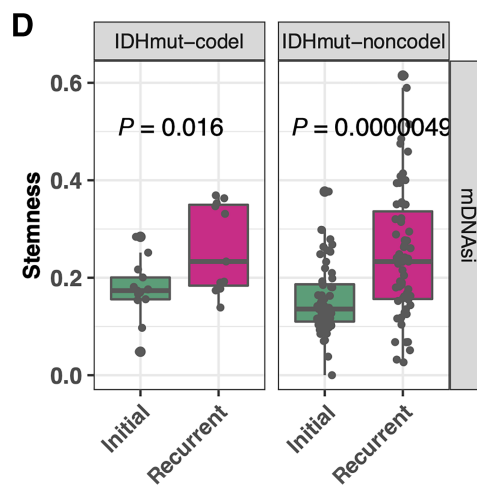 D
IDHmut−codel
IDHmut−noncodel
P = 0.016
P = 0.0000049
Stemness
mDNAsi
0.6
0.4
0.2
0.0
Initial
Recurrent
Initial
Recurrent